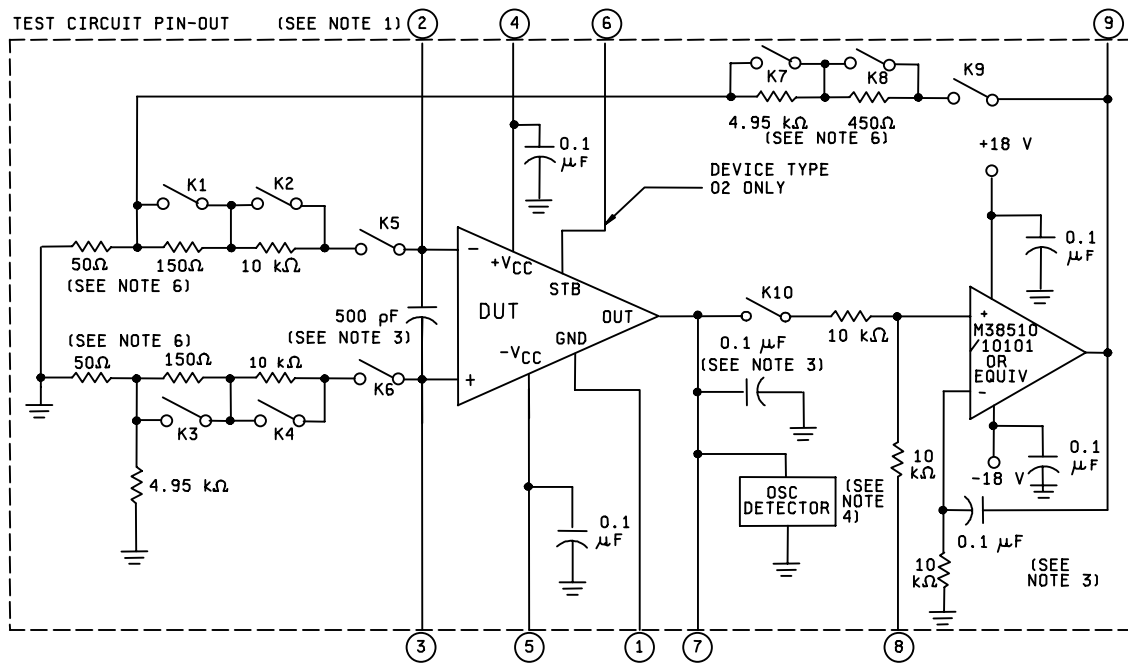 TEST CIRCUIT PIN-OUT (SEE NOTE 1) 2 4 6 9
K7 K8 K9
4.95 kΩ 450Ω
(SEE NOTE 6)
+18 V
0.1
μF
DEVICE TYPE
02 ONLY
K1 K2
K5
50Ω 150Ω 10 kΩ
(SEE NOTE 6)
0.1
μF
−
+VCC
STB
DUT
OUT
GND
−VCC
+
500 pF
(SEE NOTE 3)
K10
10 kΩ
0.1 μF
(SEE NOTE 3)
+
M38510
/10101
OR
EQUIV
−
(SEE NOTE 6)
50Ω 150Ω 10 kΩ
K6
K3 K4
4.95 kΩ
0.1
μF
-18 V
0.1
μF
10
kΩ
OSC
DETECTOR
(SEE
NOTE
4)
0.1 μF
10
kΩ
(SEE
NOTE 3)
3 5 1 7 8